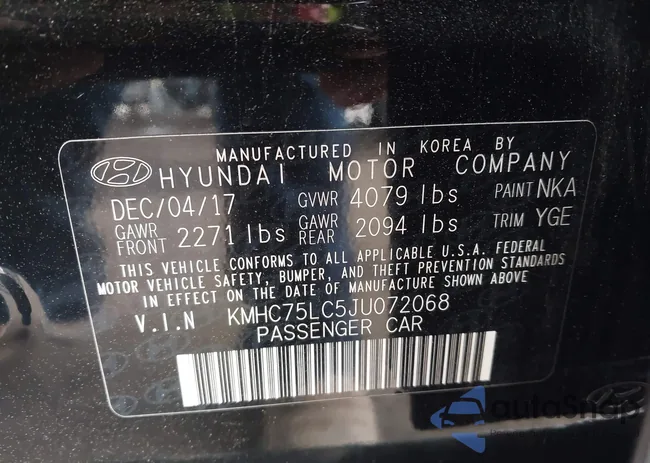 MANUFACTURED IN KOREA BY
HYUNDAI MOTOR COMPANY
DEC/04/17 GVWR 4079 lbs PAINT NKA
GAWR FRONT 2271 lbs GAWR REAR 2094 lbs TRIM YGE
THIS VEHICLE CONFORMS TO ALL APPLICABLE U.S.A. FEDERAL
MOTOR VEHICLE SAFETY, BUMPER, AND THEFT PREVENTION STANDARDS
IN EFFECT ON THE DATE OF MANUFACTURE SHOWN ABOVE
V.I.N KMHC75LC5JU072068
PASSENGER CAR
autoSnap